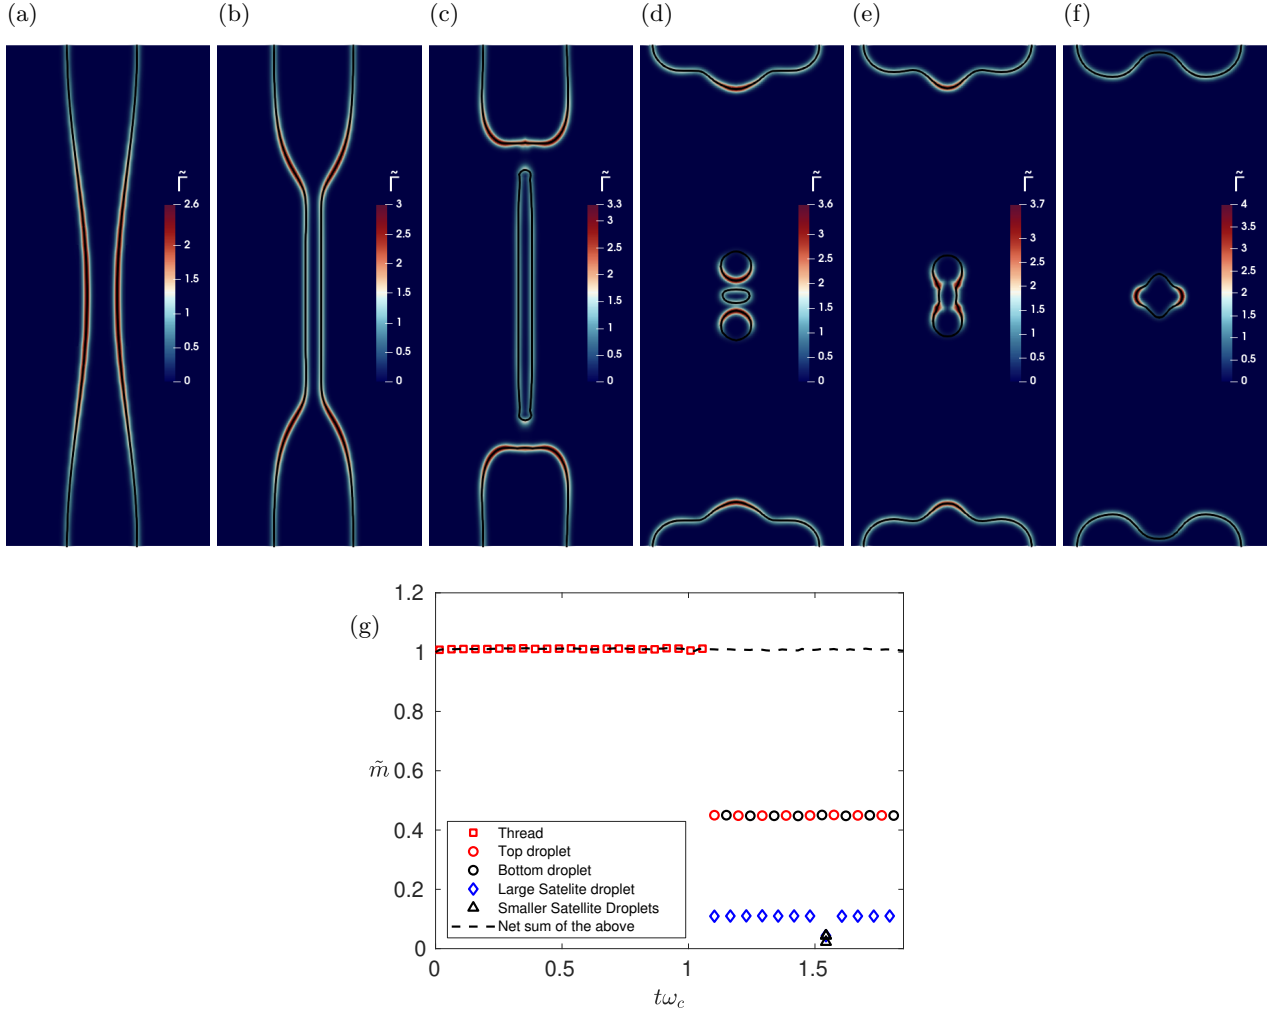 (a) (b) (c) (d) (e) (f)
Γ̃ Γ̃ Γ̃ Γ̃ Γ̃ Γ̃
2.6 3 3.3 3.6 3.7 4
2 2.5 3 3 3 3.5
1.5 2 2.5 2.5 2.5 3
1 1.5 2 2 2 2.5
0.5 1 1.5 1.5 1.5 2
0 0.5 1 1 1 1.5
0 0.5 0.5 0.5 1
0 0 0 0.5
0
(g)
1.2
1
0.8
0.6
0.4
0.2
0
m̃
Thread
Top droplet
Bottom droplet
Large Satelite droplet
Smaller Satellite Droplets
Net sum of the above
0 0.5 1 1.5
tω_c